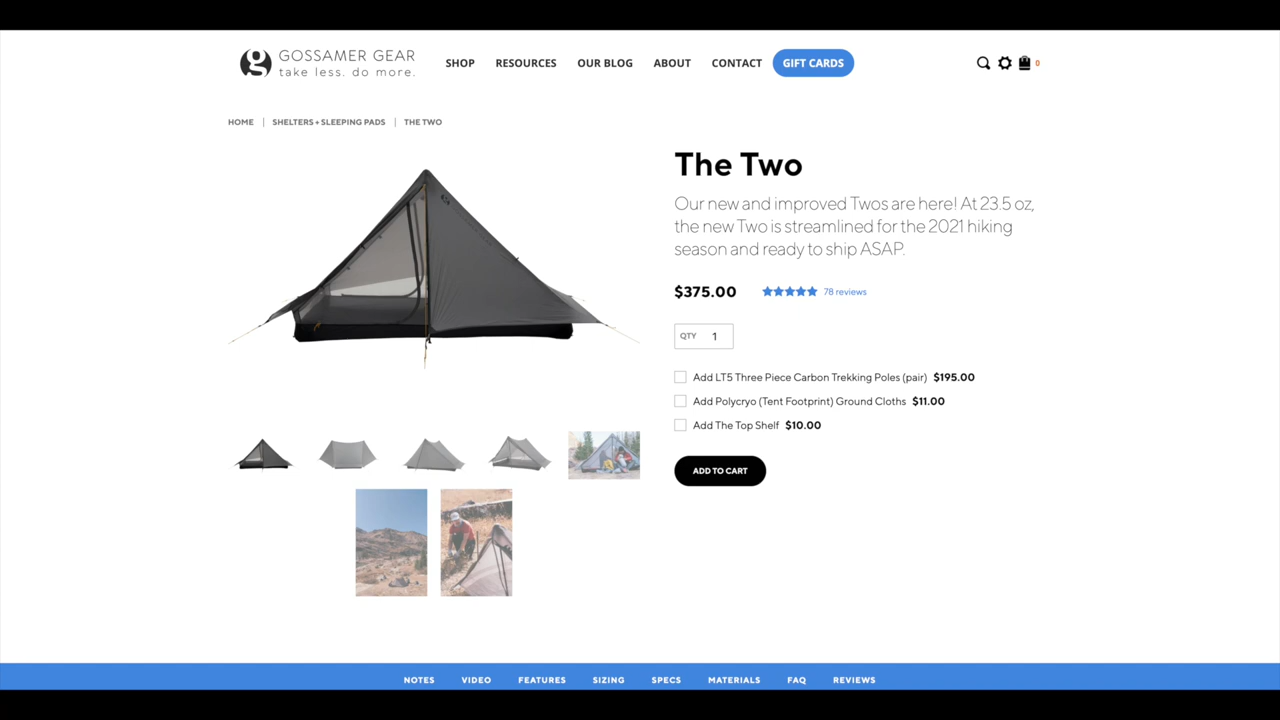 GOSSAMER GEAR
take less. do more.
SHOP RESOURCES OUR BLOG ABOUT CONTACT GIFT CARDS 0
HOME | SHELTERS + SLEEPING PADS | THE TWO
The Two
Our new and improved Twos are here! At 23.5 oz,
the new Two is streamlined for the 2021 hiking
season and ready to ship ASAP.
$375.00 78 reviews
QTY 1
Add LT5 Three Piece Carbon Trekking Poles (pair) $195.00
Add Polycryo (Tent Footprint) Ground Cloths $11.00
Add The Top Shelf $10.00
ADD TO CART
NOTES VIDEO FEATURES SIZING SPECS MATERIALS FAQ REVIEWS